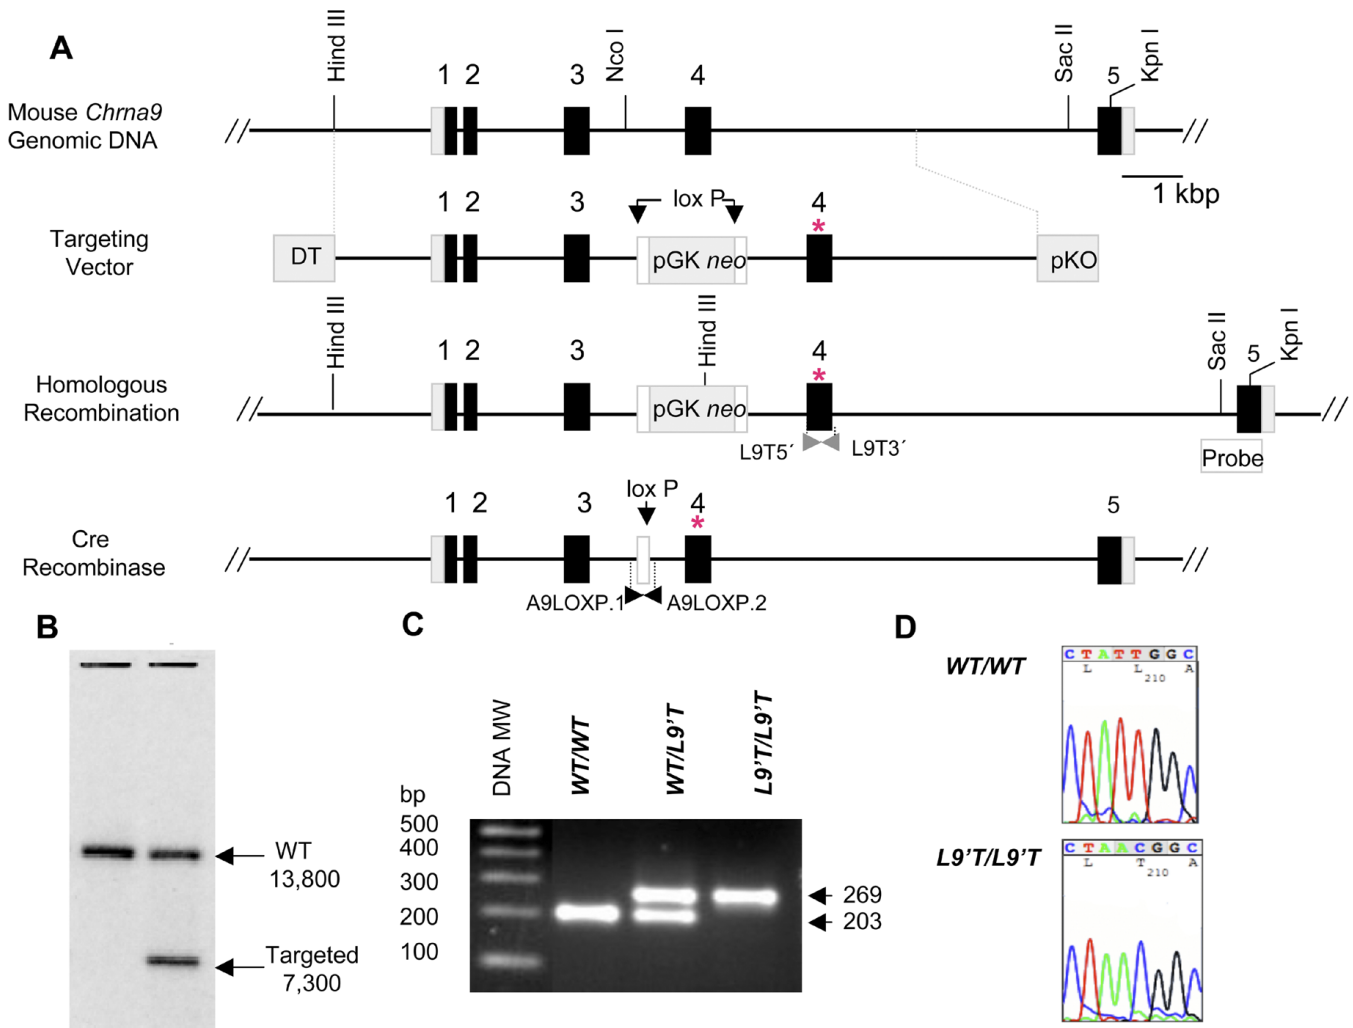 A
Hind III
Nco I
Sac II
Kpn I
1 2 3 4 5
Mouse Chrna9
Genomic DNA
1 kbp
lox P
1 2 3 4
*
Targeting
Vector
DT
pGK neo
pKO
Hind III
Hind III
Sac II
Kpn I
1 2 3 4 5
*
Homologous
Recombination
pGK neo
L9T5´
L9T3´
Probe
lox P
1 2 3 4 5
*
Cre
Recombinase
A9LOXP.1
A9LOXP.2
B
WT
13,800
Targeted
7,300
C
DNA MW
WT/WT
WT/L9’T
L9’T/L9’T
bp
500
400
300
200
100
269
203
D
WT/WT
C T A T T G G C
L L 210 A
L9’T/L9’T
C T A A C G G C
L T 210 A